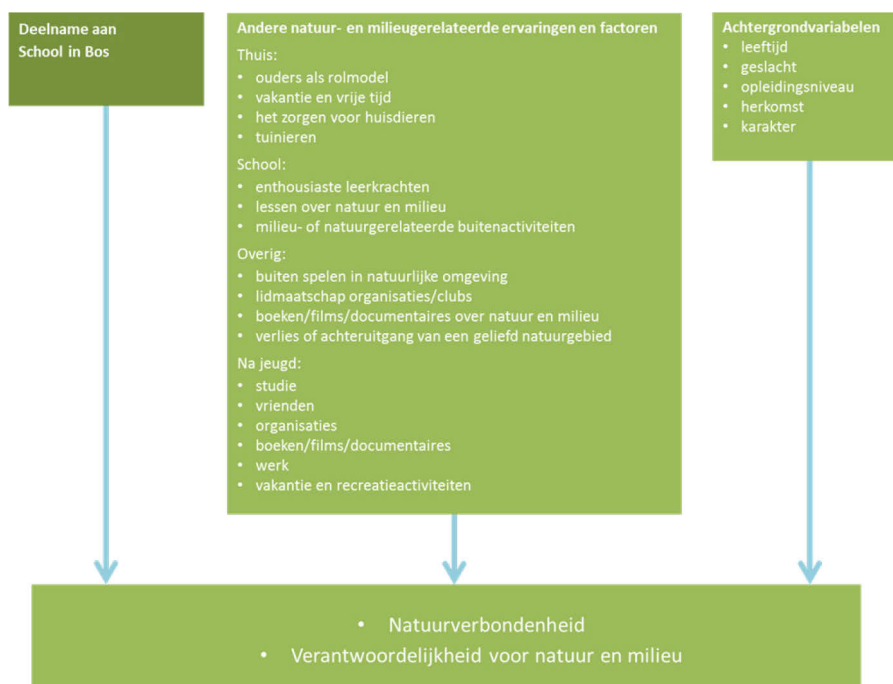 Deelname aan
School in Bos
Andere natuur- en milieugerelateerde ervaringen en factoren
Thuis:
• ouders als rolmodel
• vakantie en vrije tijd
• het zorgen voor huisdieren
• tuinieren
School:
• enthousiaste leerkrachten
• lessen over natuur en milieu
• milieu- of natuurgerelateerde buitenactiviteiten
Overig:
• buiten spelen in natuurlijke omgeving
• lidmaatschap organisaties/clubs
• boeken/films/documentaires over natuur en milieu
• verlies of achteruitgang van een geliefd natuurgebied
Na jeugd:
• studie
• vrienden
• organisaties
• boeken/films/documentaires
• werk
• vakantie en recreatieactiviteiten
Achtergrondvariabelen
• leeftijd
• geslacht
• opleidingsniveau
• herkomst
• karakter
• Natuurverbondenheid
• Verantwoordelijkheid voor natuur en milieu